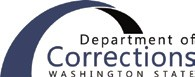 Department of
Corrections
WASHINGTON STATE